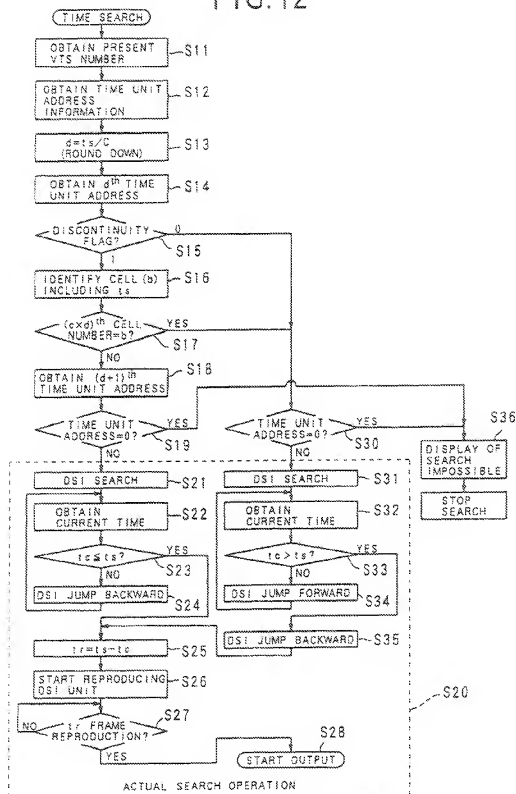 FIG.12
TIME SEARCH
OBTAIN PRESENT
VTS NUMBER
S11
OBTAIN TIME UNIT
ADDRESS
INFORMATION
S12
d=ts/C
(ROUND DOWN)
S13
OBTAIN dth TIME
UNIT ADDRESS
S14
DISCONTINUITY
FLAG?
0
S15
1
IDENTIFY CELL(b)
INCLUDING ts
S16
(c×d)th CELL
NUMBER=b?
YES
S17
NO
OBTAIN (d+1)th
TIME UNIT ADDRESS
S18
TIME UNIT
ADDRESS=0?
YES
S19
NO
TIME UNIT
ADDRESS=0?
YES
S30
NO
S36
DISPLAY OF
SEARCH
IMPOSSIBLE
STOP
SEARCH
DSI SEARCH
S21
OBTAIN
CURRENT TIME
S22
tc≦ts?
YES
S23
NO
DSI JUMP BACKWARD
S24
DSI SEARCH
S31
OBTAIN
CURRENT TIME
S32
tc>ts?
YES
S33
NO
DSI JUMP FORWARD
S34
DSI JUMP BACKWARD
S35
tr=ts-tc
S25
START REPRODUCING
DSI UNIT
S26
tr FRAME
REPRODUCTION?
NO
S27
YES
S28
START OUTPUT
S20
ACTUAL SEARCH OPERATION